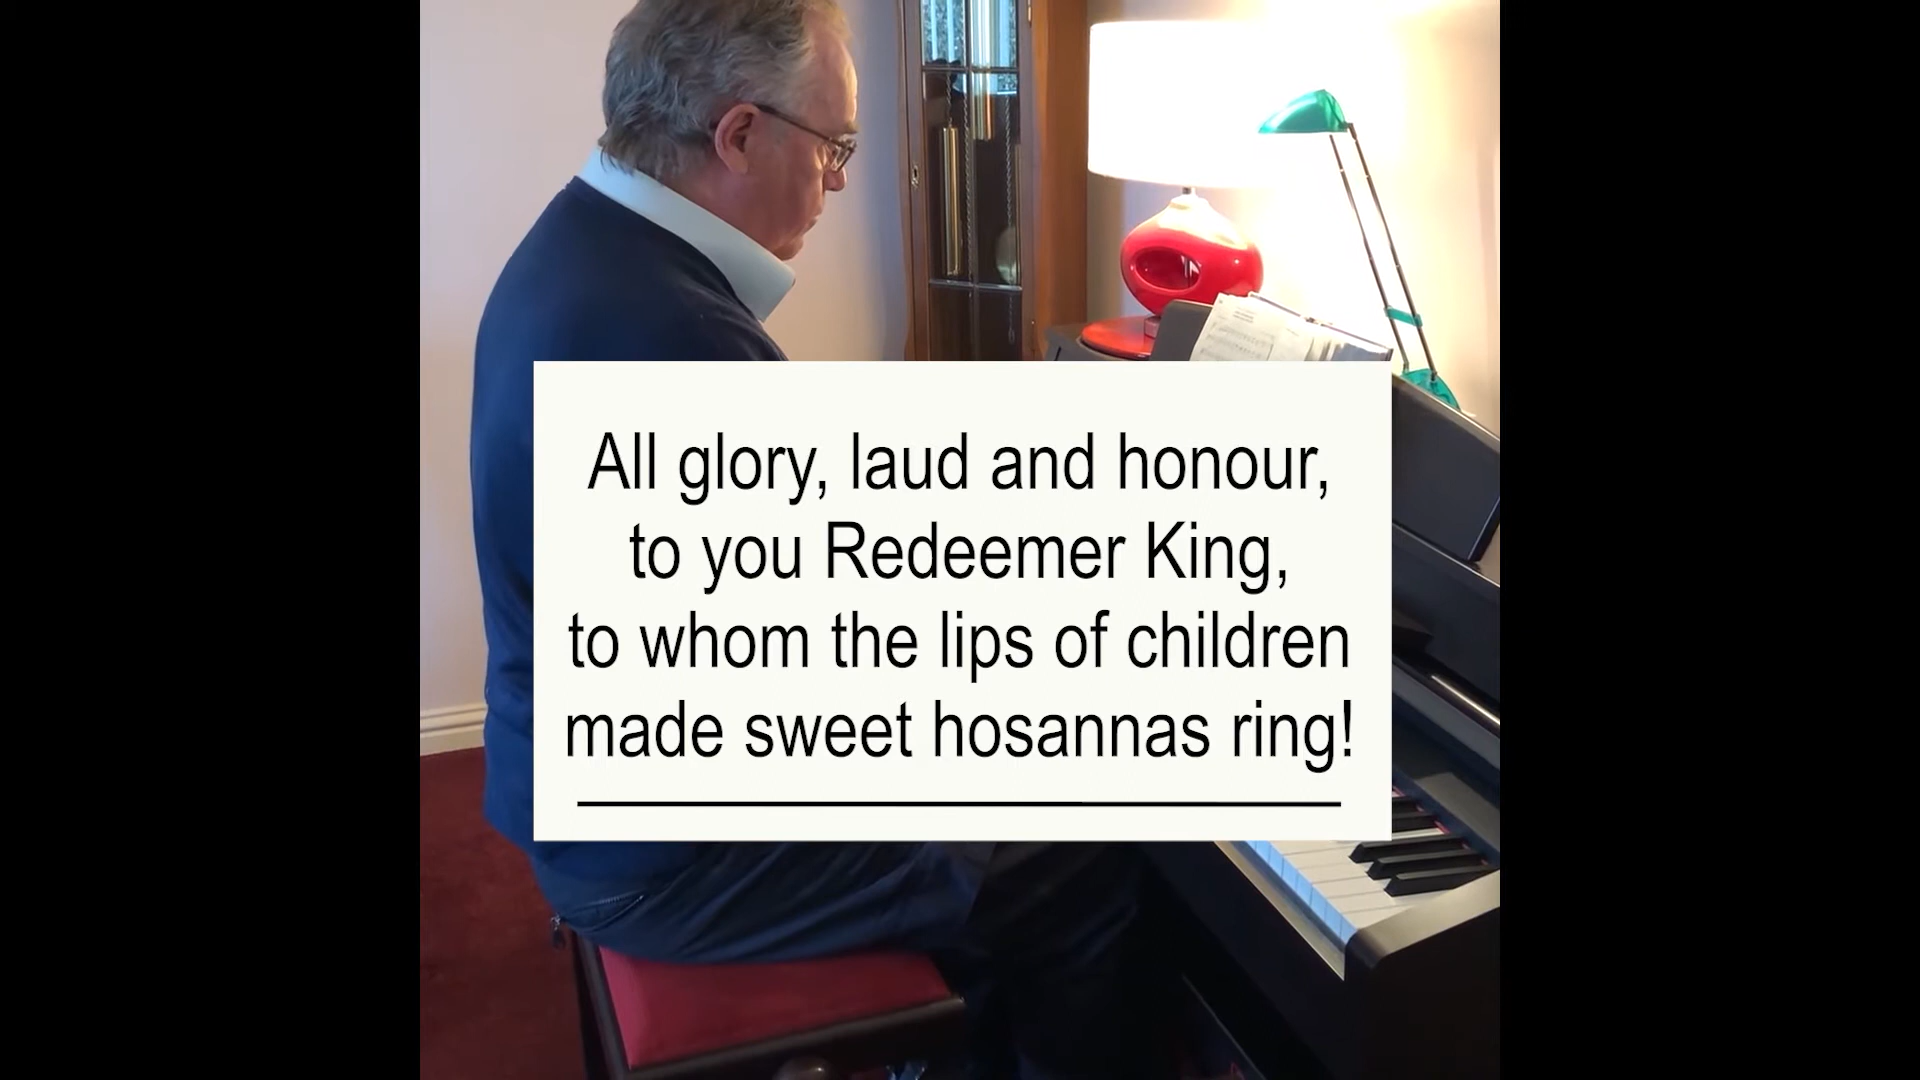 All glory, laud and honour,
to you Redeemer King,
to whom the lips of children
made sweet hosannas ring!